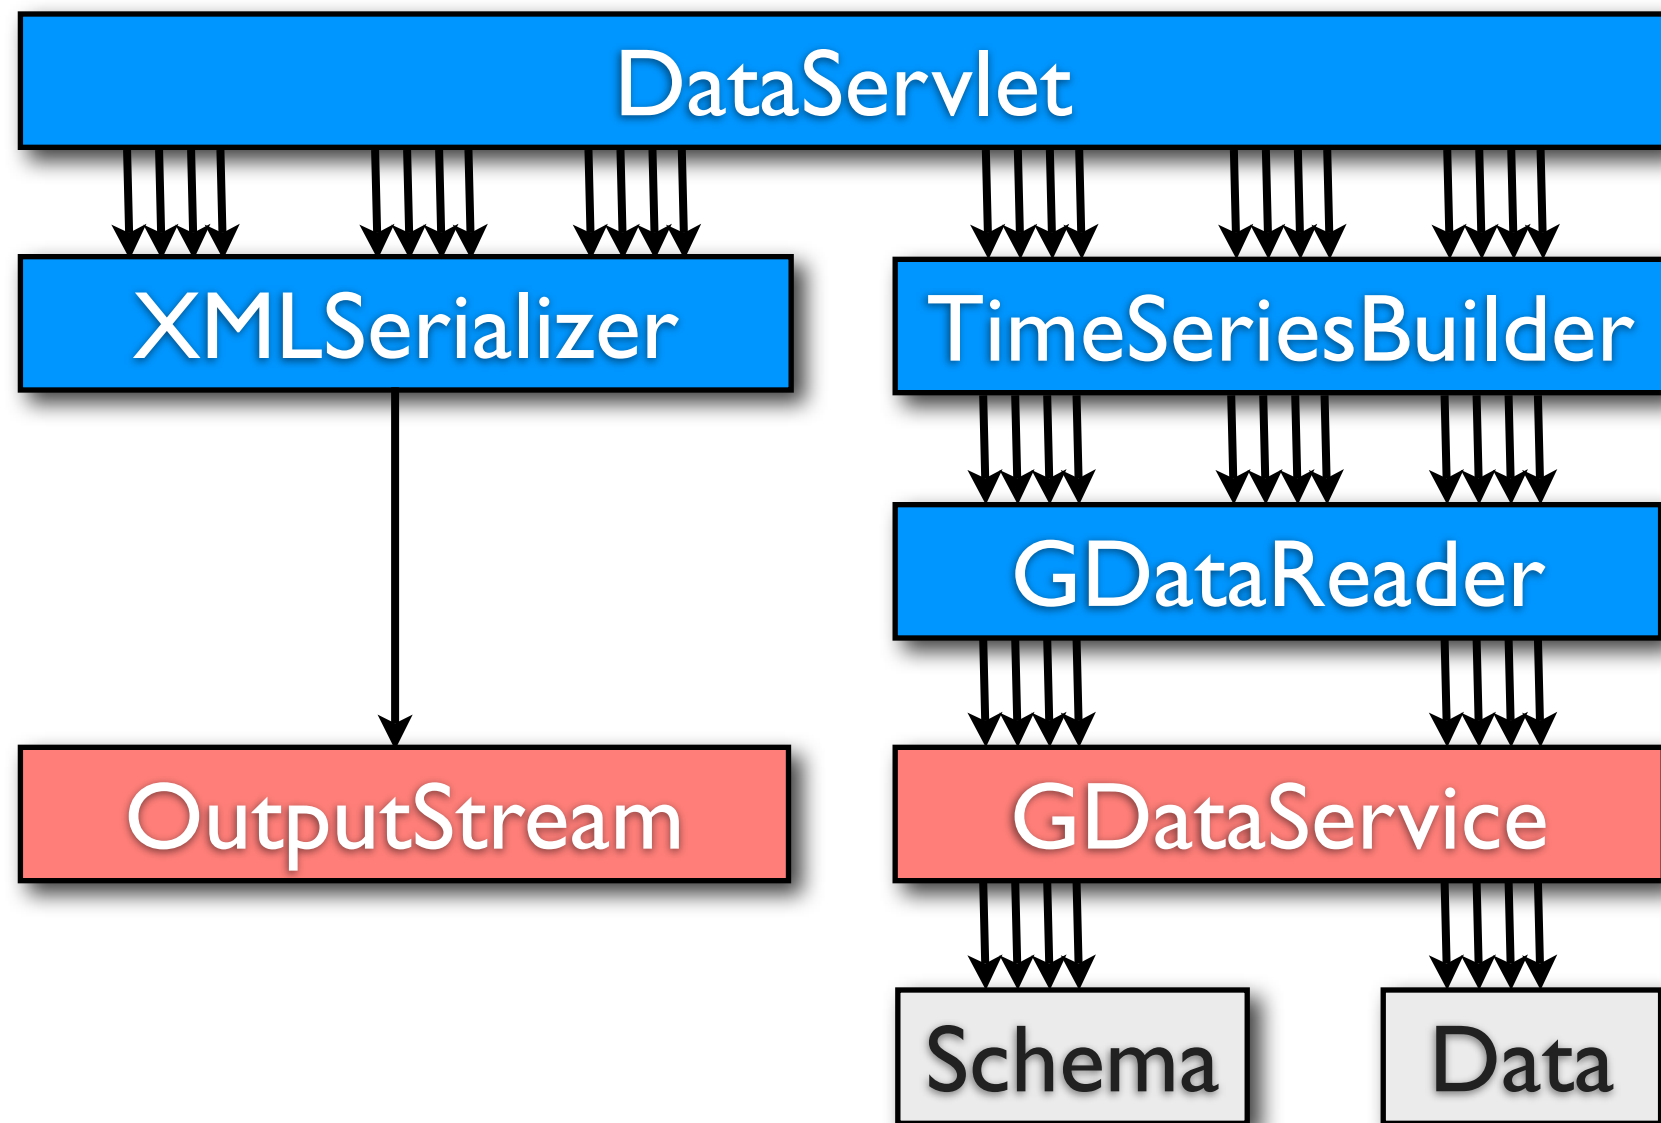 DataServlet
XMLSerializer
TimeSeriesBuilder
GDataReader
OutputStream
GDataService
Schema
Data